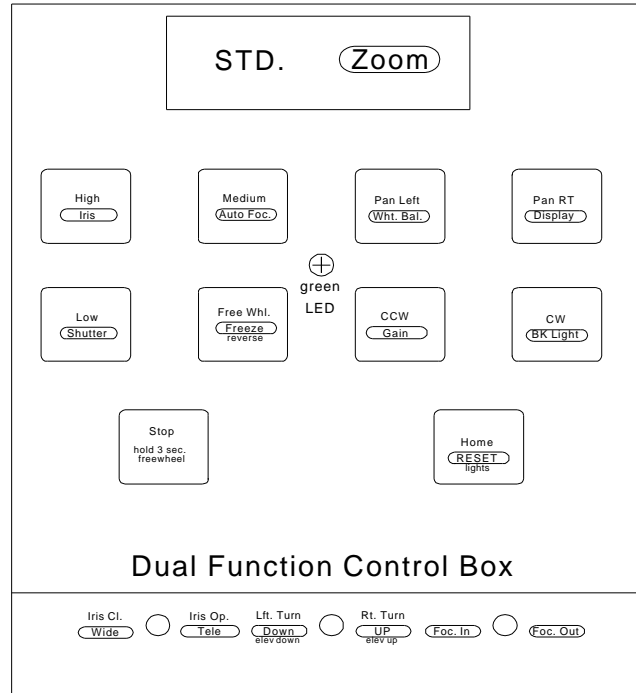 STD. Zoom
High Medium Pan Left Pan RT
Iris Auto Foc. Wht. Bal. Display
green
LED
Low Free Whl. CCW CW
Shutter Freeze Gain BK Light
reverse
Stop Home
hold 3 sec. RESET
freewheel lights
Dual Function Control Box
Iris Cl. Iris Op. Lft. Turn Rt. Turn
Wide Tele Down UP Foc. In Foc. Out
elev down elev up